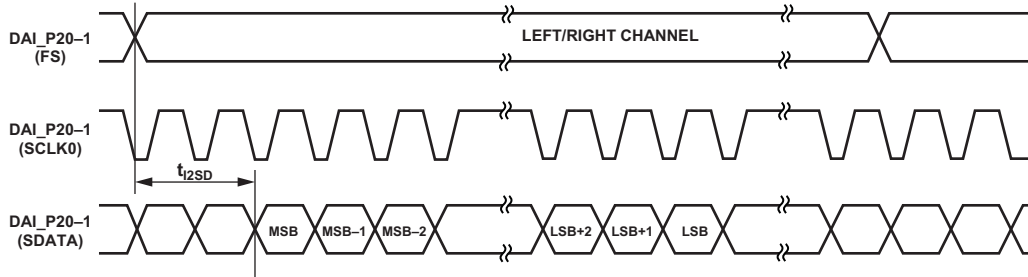 DAI_P20–1
(FS)
LEFT/RIGHT CHANNEL
DAI_P20–1
(SCLK0)
tI2SD
DAI_P20–1
(SDATA)
MSB
MSB–1
MSB–2
LSB+2
LSB+1
LSB